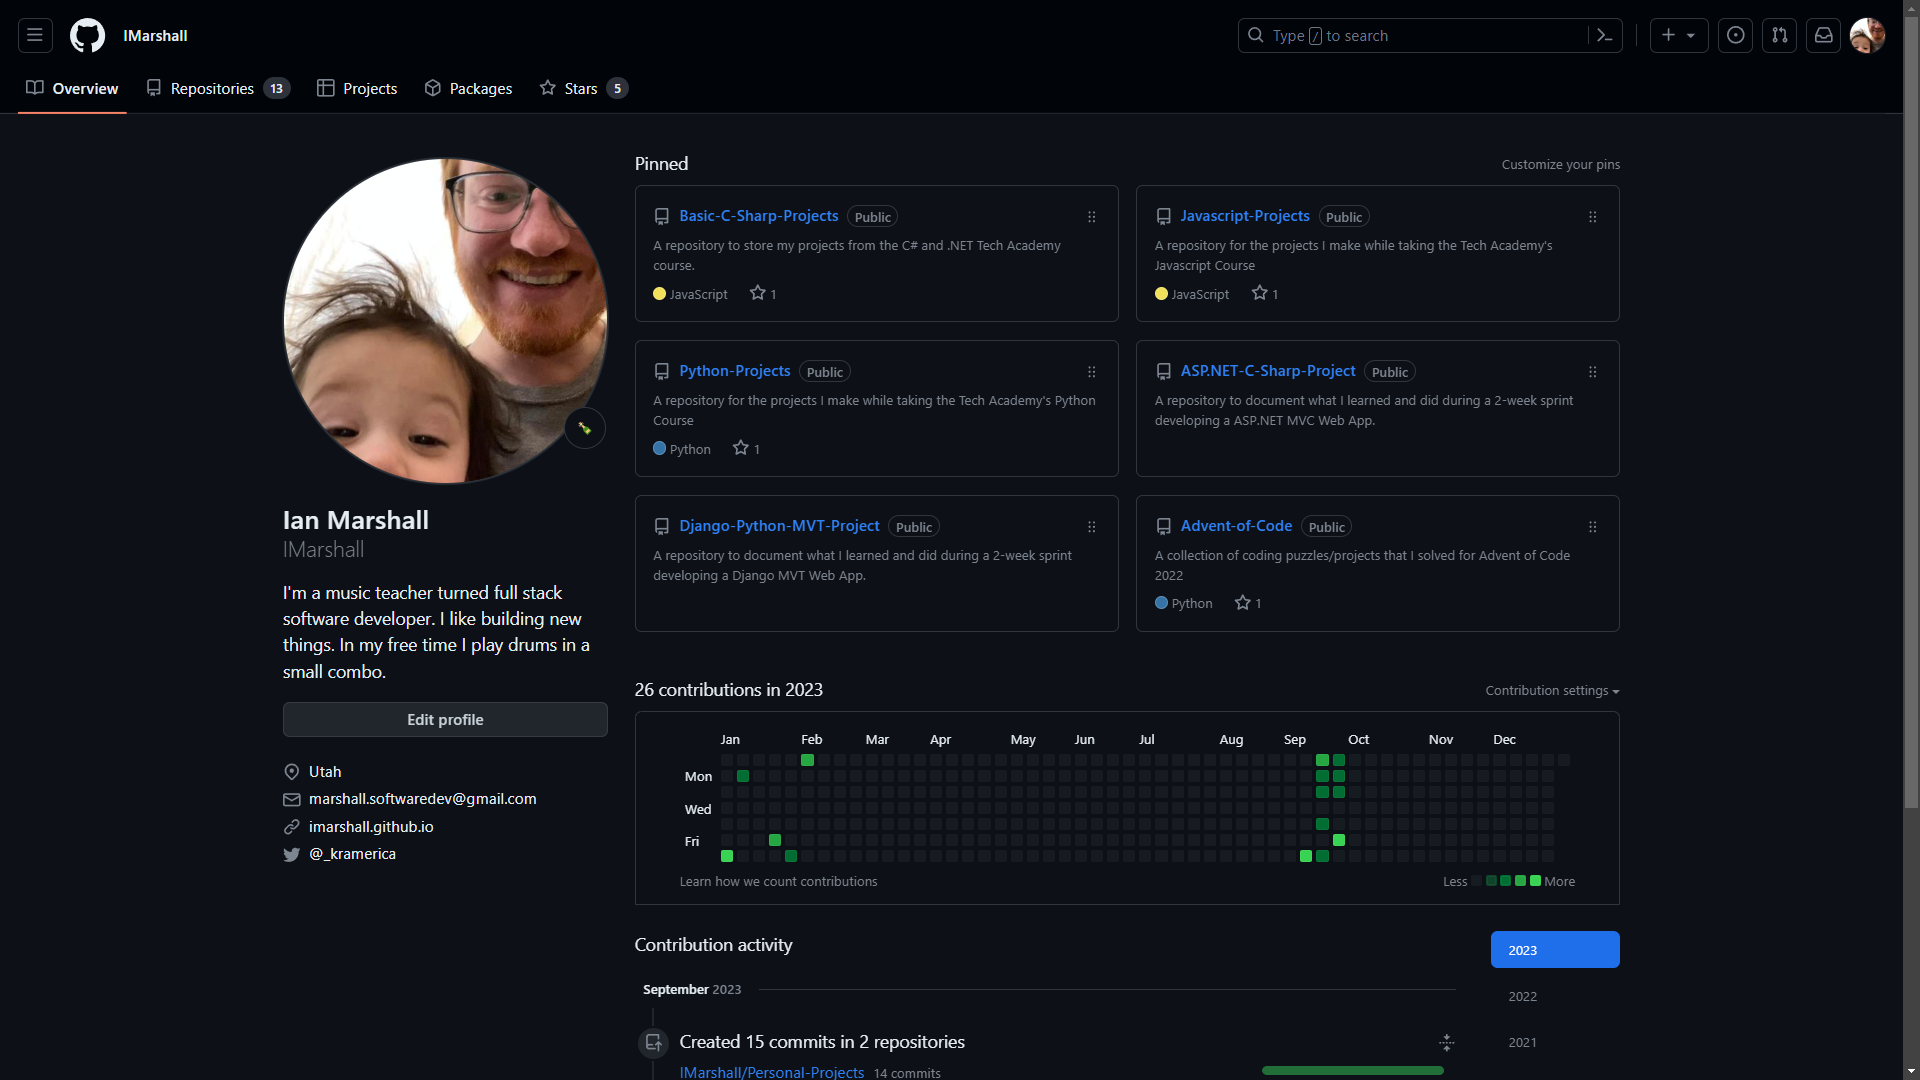 IMarshall
Type / to search
Overview
Repositories 13
Projects
Packages
Stars 5
Ian Marshall
IMarshall
I'm a music teacher turned full stack
software developer. I like building new
things. In my free time I play drums in a
small combo.
Edit profile
Utah
marshall.softwaredev@gmail.com
imarshall.github.io
@_kramerica
Pinned
Customize your pins
Basic-C-Sharp-Projects Public
A repository to store my projects from the C# and .NET Tech Academy
course.
JavaScript 1
Javascript-Projects Public
A repository for the projects I make while taking the Tech Academy's
Javascript Course
JavaScript 1
Python-Projects Public
A repository for the projects I make while taking the Tech Academy's Python
Course
Python 1
ASP.NET-C-Sharp-Project Public
A repository to document what I learned and did during a 2-week sprint
developing a ASP.NET MVC Web App.
Django-Python-MVT-Project Public
A repository to document what I learned and did during a 2-week sprint
developing a Django MVT Web App.
Advent-of-Code Public
A collection of coding puzzles/projects that I solved for Advent of Code
2022
Python 1
26 contributions in 2023
Contribution settings
Jan Feb Mar Apr May Jun Jul Aug Sep Oct Nov Dec
Mon
Wed
Fri
Learn how we count contributions
Less More
Contribution activity
2023
2022
2021
September 2023
Created 15 commits in 2 repositories
IMarshall/Personal-Projects 14 commits